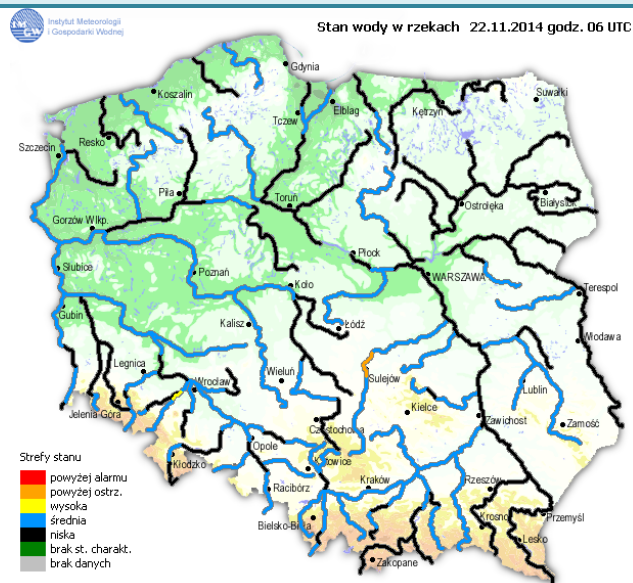 Instytut Meteorologii
i Gospodarki Wodnej
Stan wody w rzekach 22.11.2014 godz. 06 UTC
Gdynia
Koszalin
Suwałki
Elbląg
Kętrzyn
Tczew
Resko
Szczecin
Piła
Toruń
Ostrołęka
Białystok
Gorzów Wlkp.
Płock
Słubice
Poznań
WARSZAWA
Koło
Terespol
Gubin
Kalisz
Łódź
Włodawa
Legnica
Wieluń
Sulejów
Wrocław
Lublin
Jelenia Góra
Kielce
Zawichost
Zamość
Częstochowa
Opole
Kłodzko
Katowice
Racibórz
Kraków
Rzeszów
Bielsko-Biała
Krosno
Przemyśl
Lesko
Zakopane
Strefy stanu
powyżej alarmu
powyżej ostrz.
wysoka
średnia
niska
brak st. charakt.
brak danych